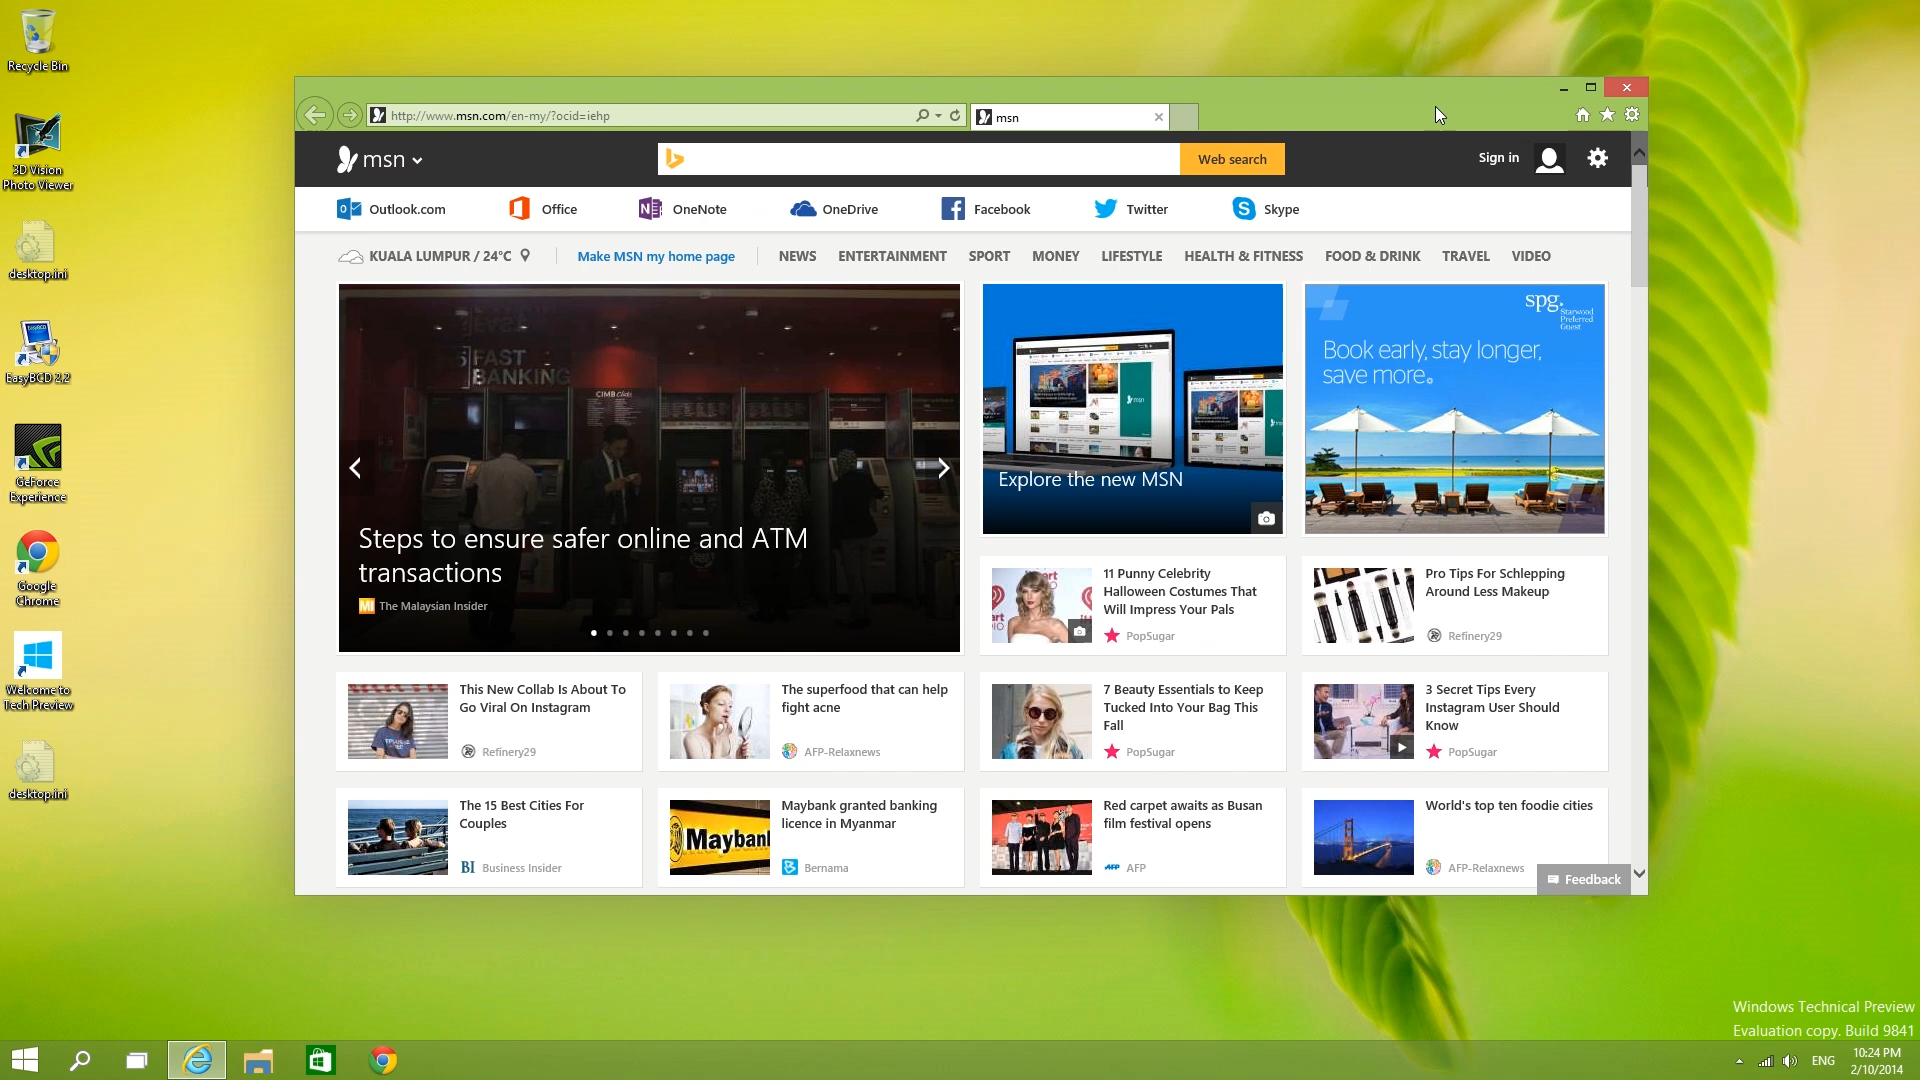 Recycle Bin
3D Vision
Photo Viewer
desktop.ini
EasyBCD 2.2
GeForce
Experience
Google
Chrome
Welcome to
Tech Preview
desktop.ini
http://www.msn.com/en-my/?ocid=iehp
msn
msn
Web search
Sign in
Outlook.com
Office
OneNote
OneDrive
Facebook
Twitter
Skype
KUALA LUMPUR / 24°C
Make MSN my home page
NEWS
ENTERTAINMENT
SPORT
MONEY
LIFESTYLE
HEALTH & FITNESS
FOOD & DRINK
TRAVEL
VIDEO
FAST
BANKING
CIMB Clicks
Steps to ensure safer online and ATM
transactions
MI The Malaysian Insider
msn
Explore the new MSN
spg.
Starwood
Preferred
Guest
Book early, stay longer,
save more.
11 Punny Celebrity
Halloween Costumes That
Will Impress Your Pals
PopSugar
Pro Tips For Schlepping
Around Less Makeup
Refinery29
This New Collab Is About To
Go Viral On Instagram
Refinery29
The superfood that can help
fight acne
AFP-Relaxnews
7 Beauty Essentials to Keep
Tucked Into Your Bag This
Fall
PopSugar
3 Secret Tips Every
Instagram User Should
Know
PopSugar
The 15 Best Cities For
Couples
BI Business Insider
Maybank
Maybank granted banking
licence in Myanmar
Bernama
Red carpet awaits as Busan
film festival opens
AFP AFP
World's top ten foodie cities
AFP-Relaxnews
Feedback
Windows Technical Preview
Evaluation copy. Build 9841
ENG
10:24 PM
2/10/2014